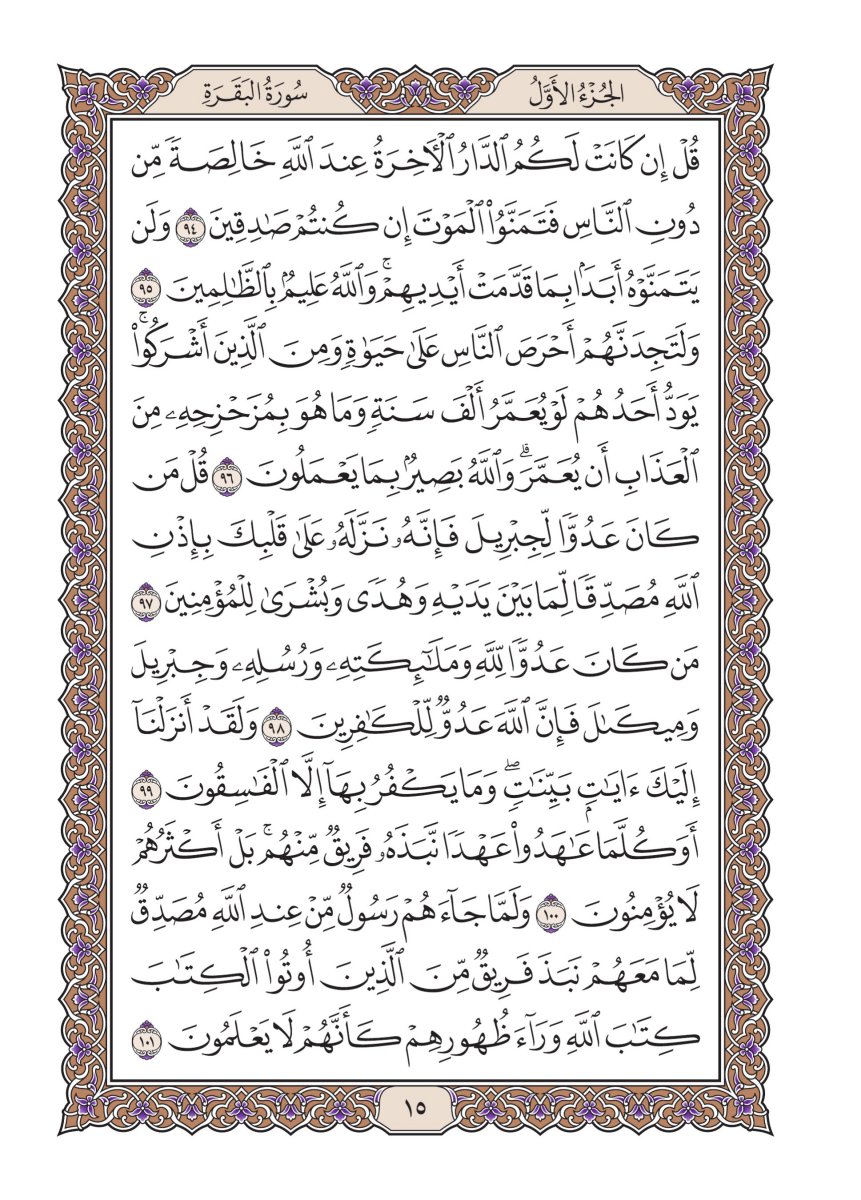 الجُزْءُ الأَوَّلُ
سُورَةُ البَقَرَةِ
قُلۡ إِن كَانَتۡ لَكُمُ ٱلدَّارُ ٱلۡأٓخِرَةُ عِندَ ٱللَّهِ خَالِصَةٗ مِّن
دُونِ ٱلنَّاسِ فَتَمَنَّوُاْ ٱلۡمَوۡتَ إِن كُنتُمۡ صَٰدِقِينَ ٩٤ وَلَن
يَتَمَنَّوۡهُ أَبَدَۢا بِمَا قَدَّمَتۡ أَيۡدِيهِمۡۚ وَٱللَّهُ عَلِيمُۢ بِٱلظَّٰلِمِينَ ٩٥
وَلَتَجِدَنَّهُمۡ أَحۡرَصَ ٱلنَّاسِ عَلَىٰ حَيَوٰةٖ وَمِنَ ٱلَّذِينَ أَشۡرَكُواْۚ
يَوَدُّ أَحَدُهُمۡ لَوۡ يُعَمَّرُ أَلۡفَ سَنَةٖ وَمَا هُوَ بِمُزَحۡزِحِهِۦ مِنَ
ٱلۡعَذَابِ أَن يُعَمَّرَۗ وَٱللَّهُ بَصِيرُۢ بِمَا يَعۡمَلُونَ ٩٦ قُلۡ مَن
كَانَ عَدُوّٗا لِّجِبۡرِيلَ فَإِنَّهُۥ نَزَّلَهُۥ عَلَىٰ قَلۡبِكَ بِإِذۡنِ
ٱللَّهِ مُصَدِّقٗا لِّمَا بَيۡنَ يَدَيۡهِ وَهُدٗى وَبُشۡرَىٰ لِلۡمُؤۡمِنِينَ ٩٧
مَن كَانَ عَدُوّٗا لِّلَّهِ وَمَلَٰٓئِكَتِهِۦ وَرُسُلِهِۦ وَجِبۡرِيلَ
وَمِيكَىٰلَ فَإِنَّ ٱللَّهَ عَدُوّٞ لِّلۡكَٰفِرِينَ ٩٨ وَلَقَدۡ أَنزَلۡنَآ
إِلَيۡكَ ءَايَٰتِۭ بَيِّنَٰتٖۖ وَمَا يَكۡفُرُ بِهَآ إِلَّا ٱلۡفَٰسِقُونَ ٩٩
أَوَكُلَّمَا عَٰهَدُواْ عَهۡدٗا نَّبَذَهُۥ فَرِيقٞ مِّنۡهُمۚ بَلۡ أَكۡثَرُهُمۡ
لَا يُؤۡمِنُونَ ١٠٠ وَلَمَّا جَآءَهُمۡ رَسُولٞ مِّنۡ عِندِ ٱللَّهِ مُصَدِّقٞ
لِّمَا مَعَهُمۡ نَبَذَ فَرِيقٞ مِّنَ ٱلَّذِينَ أُوتُواْ ٱلۡكِتَٰبَ
كِتَٰبَ ٱللَّهِ وَرَآءَ ظُهُورِهِمۡ كَأَنَّهُمۡ لَا يَعۡلَمُونَ ١٠١
١٥